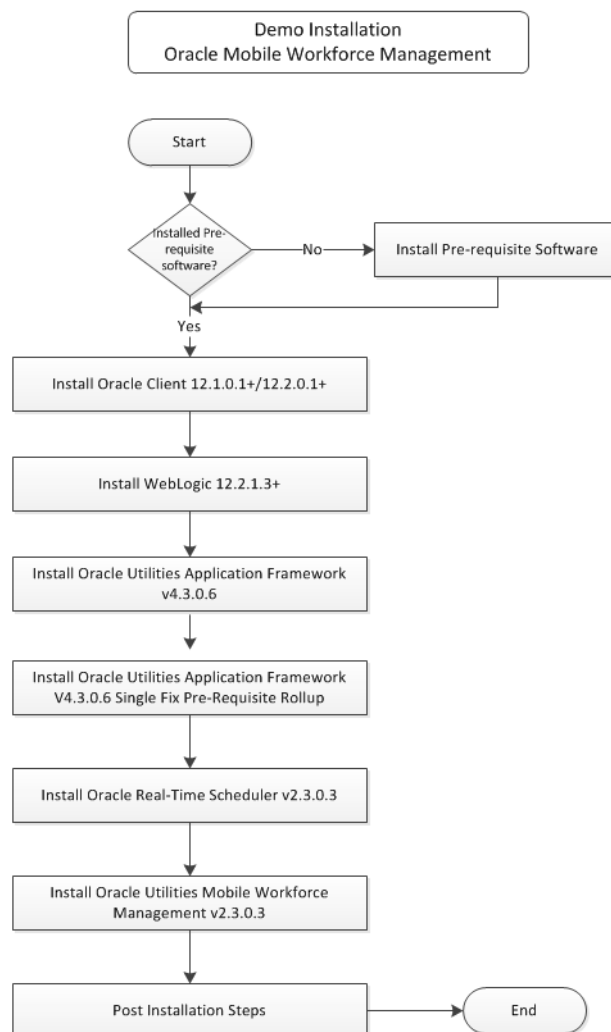 Demo Installation
Oracle Mobile Workforce Management
Start
Installed Pre-
requisite
software?
No
Install Pre-requisite Software
Yes
Install Oracle Client 12.1.0.1+/12.2.0.1+
Install WebLogic 12.2.1.3+
Install Oracle Utilities Application Framework
v4.3.0.6
Install Oracle Utilities Application Framework
V4.3.0.6 Single Fix Pre-Requisite Rollup
Install Oracle Real-Time Scheduler v2.3.0.3
Install Oracle Utilities Mobile Workforce
Management v2.3.0.3
Post Installation Steps
End